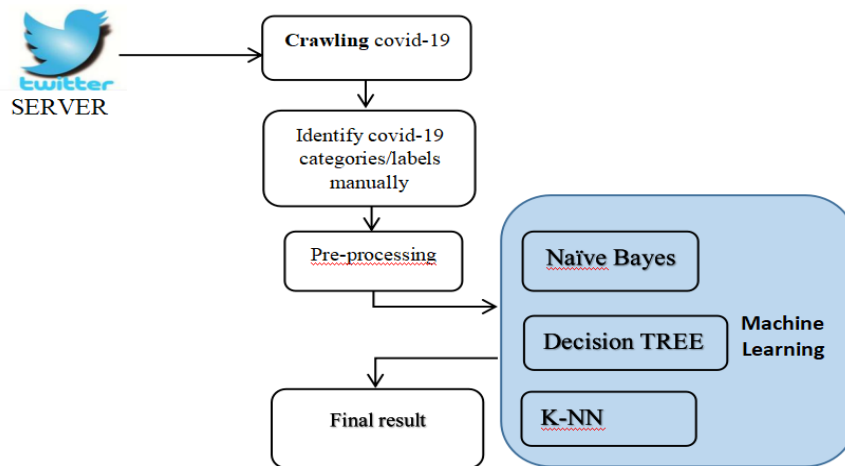 twitter
SERVER
Crawling covid-19
Identify covid-19
categories/labels
manually
Pre-processing
Naïve Bayes
Decision TREE
K-NN
Machine
Learning
Final result